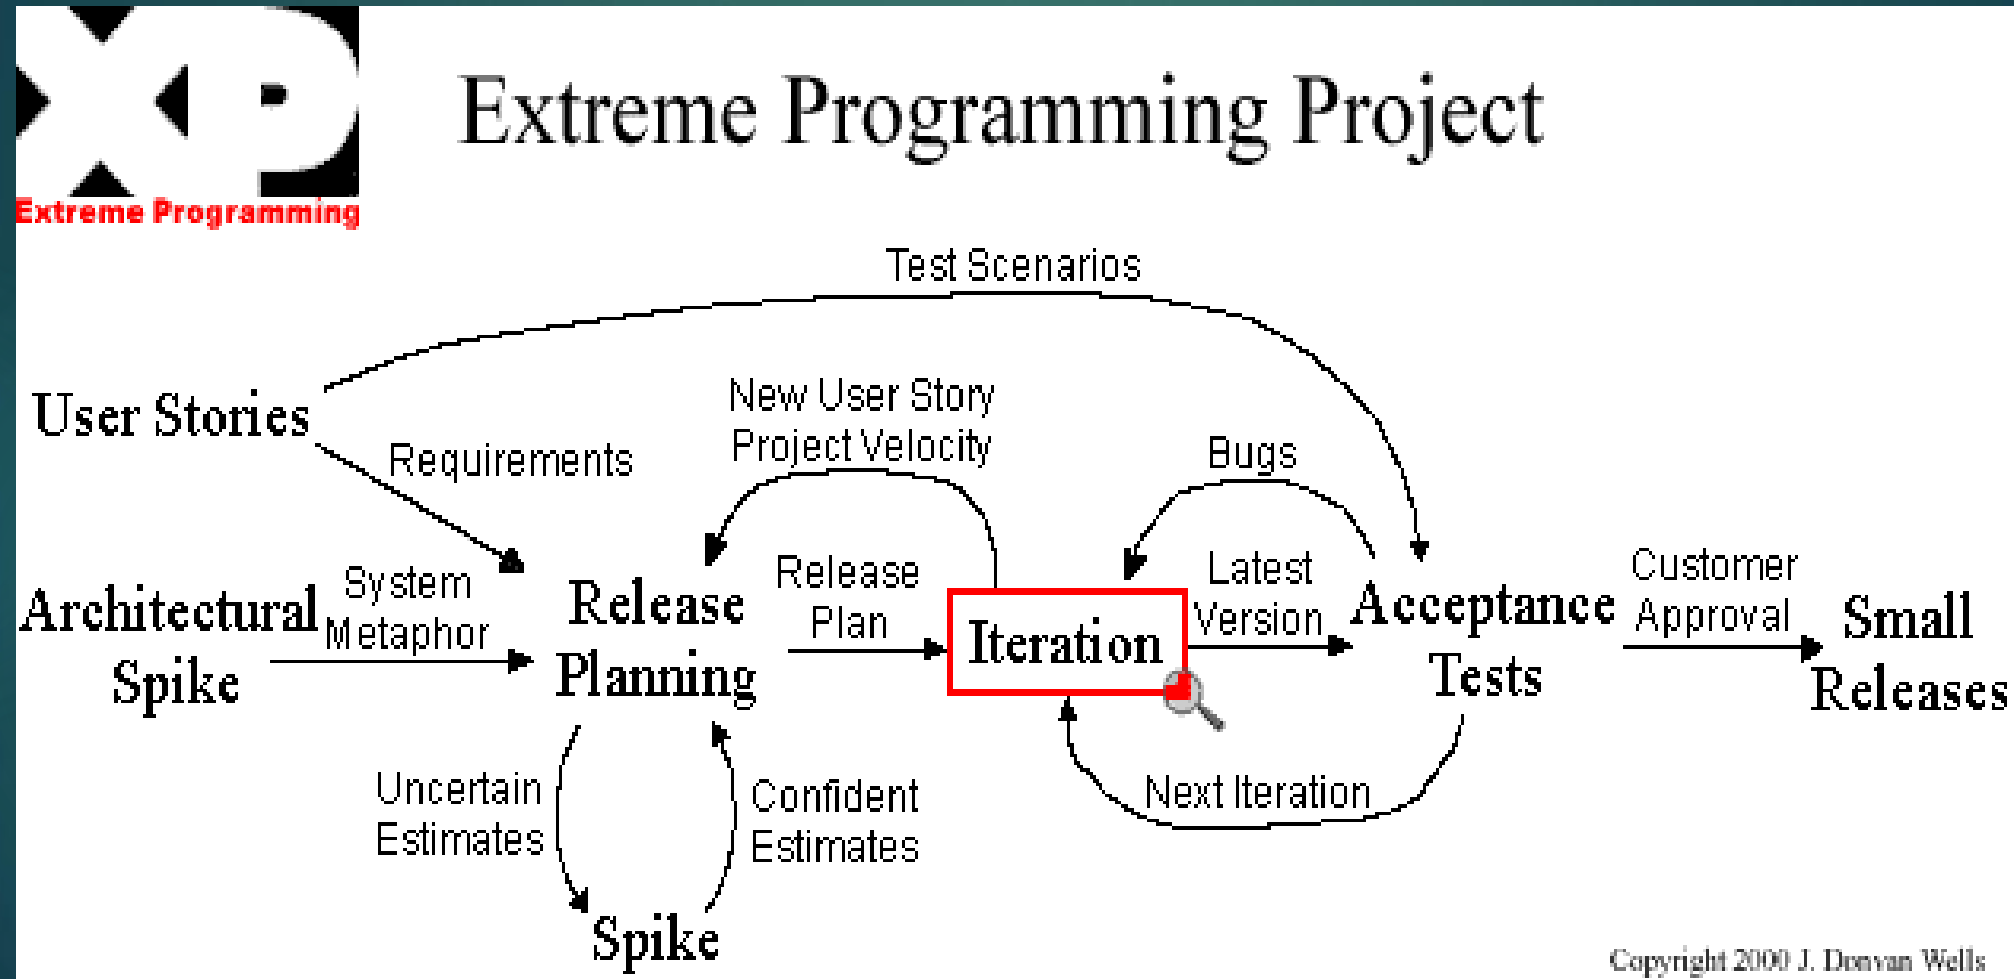 XP
Extreme Programming
Extreme Programming Project
Test Scenarios
User Stories
Requirements
New User Story
Project Velocity
Bugs
Architectural
Spike
System
Metaphor
Release
Planning
Release
Plan
Iteration
Latest
Version
Acceptance
Tests
Customer
Approval
Small
Releases
Uncertain
Estimates
Confident
Estimates
Next Iteration
Spike
Copyright 2000 J. Donvan Wells